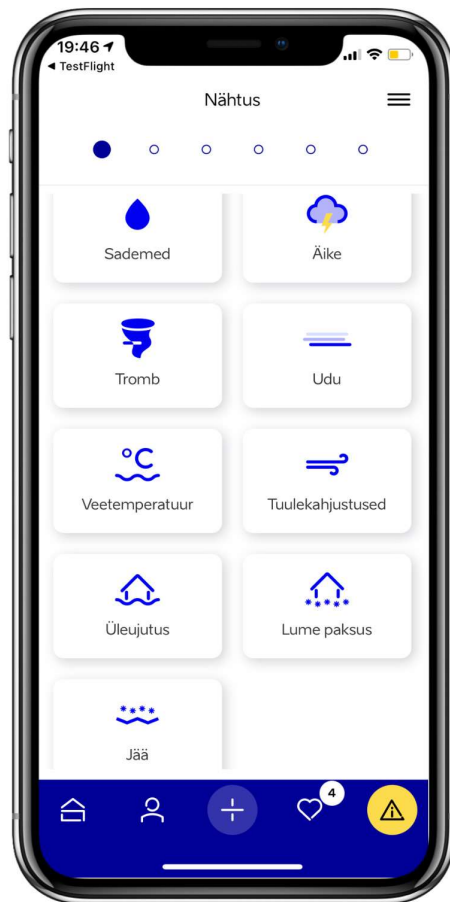 19:46
◀ TestFlight
Nähtus
Sademed
Äike
Tromb
Udu
°C
Veetemperatuur
Tuulekahjustused
Üleujutus
Lume paksus
Jää
4